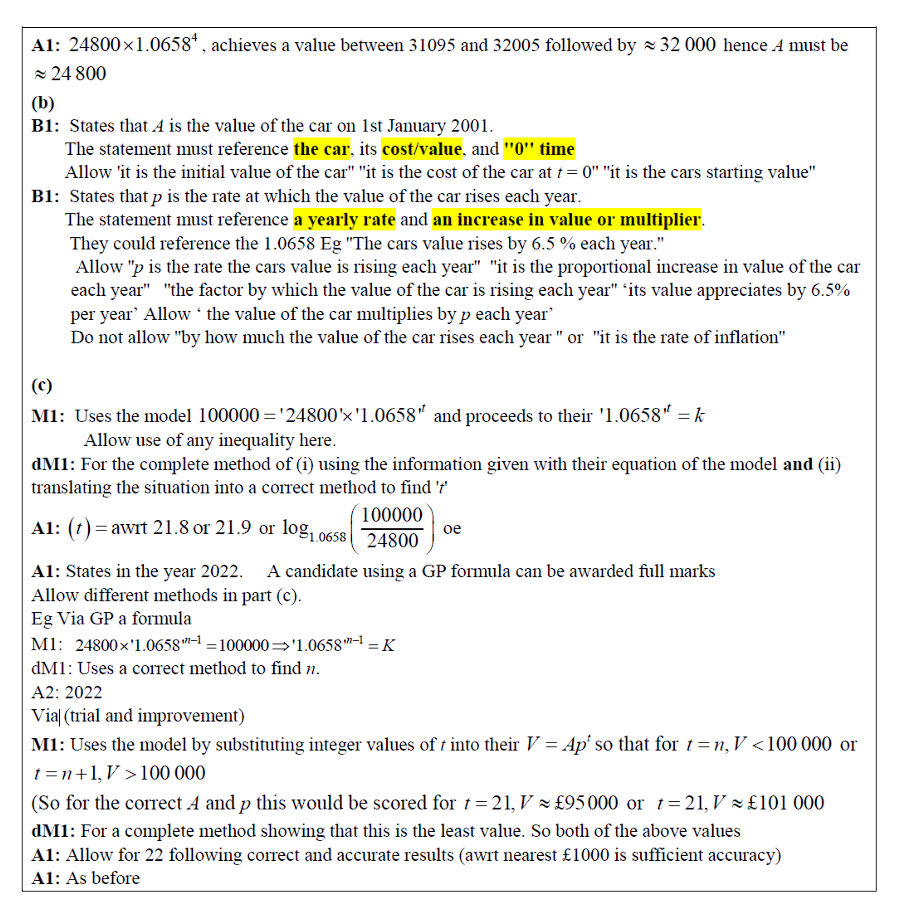 A1: 24800×1.0658⁴ , achieves a value between 31095 and 32005 followed by ≈ 32 000 hence A must be
≈ 24 800
(b)
B1: States that A is the value of the car on 1st January 2001.
The statement must reference the car, its cost/value, and "0" time
Allow 'it is the initial value of the car" "it is the cost of the car at t = 0" "it is the cars starting value"
B1: States that p is the rate at which the value of the car rises each year.
The statement must reference a yearly rate and an increase in value or multiplier.
They could reference the 1.0658 Eg "The cars value rises by 6.5 % each year."
Allow "p is the rate the cars value is rising each year" "it is the proportional increase in value of the car
each year" "the factor by which the value of the car is rising each year" ‘its value appreciates by 6.5%
per year’ Allow ‘ the value of the car multiplies by p each year’
Do not allow "by how much the value of the car rises each year " or "it is the rate of inflation"
(c)
M1: Uses the model 100000 = '24800'×'1.0658'ᵗ and proceeds to their '1.0658'ᵗ = k
Allow use of any inequality here.
dM1: For the complete method of (i) using the information given with their equation of the model and (ii)
translating the situation into a correct method to find 't'
A1: (t) = awrt 21.8 or 21.9 or log₁.₀₆₅₈(100000/24800) oe
A1: States in the year 2022. A candidate using a GP formula can be awarded full marks
Allow different methods in part (c).
Eg Via GP a formula
M1: 24800×'1.0658'ⁿ⁻¹ = 100000 ⇒ '1.0658'ⁿ⁻¹ = K
dM1: Uses a correct method to find n.
A2: 2022
Via (trial and improvement)
M1: Uses the model by substituting integer values of t into their V = Apᵗ so that for t = n, V < 100 000 or
t = n + 1, V > 100 000
(So for the correct A and p this would be scored for t = 21, V ≈ £95000 or t = 21, V ≈ £101 000
dM1: For a complete method showing that this is the least value. So both of the above values
A1: Allow for 22 following correct and accurate results (awrt nearest £1000 is sufficient accuracy)
A1: As before